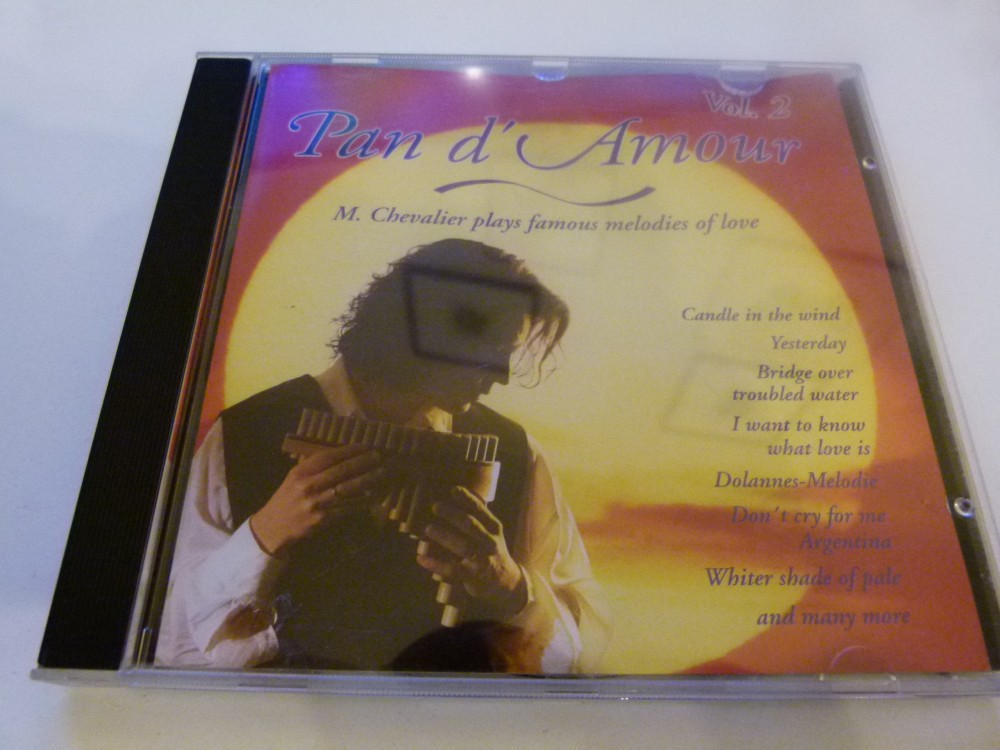 Vol. 2
Pan d'Amour
M. Chevalier plays famous melodies of love
Candle in the wind
Yesterday
Bridge over
troubled water
I want to know
what love is
Dolannes-Melodie
Don't cry for me
Argentina
Whiter shade of pale
and many more